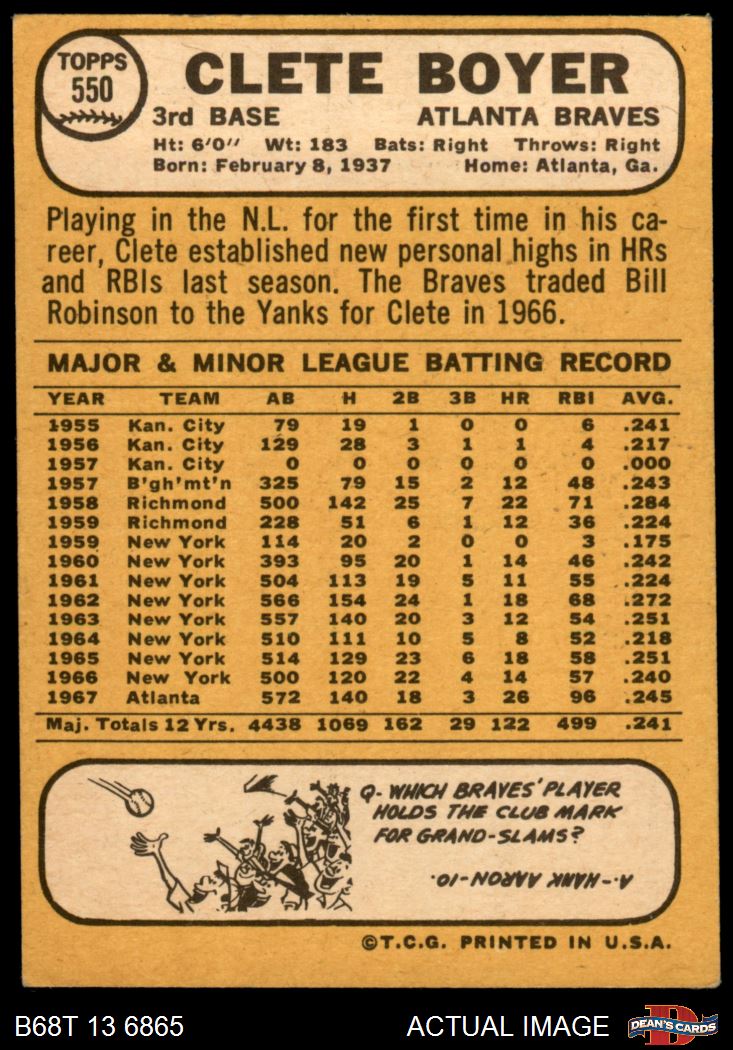 TOPPS
550
CLETE BOYER
3rd BASE ATLANTA BRAVES
Ht: 6'0" Wt: 183 Bats: Right Throws: Right
Born: February 8, 1937 Home: Atlanta, Ga.
Playing in the N.L. for the first time in his ca-
reer, Clete established new personal highs in HRs
and RBIs last season. The Braves traded Bill
Robinson to the Yanks for Clete in 1966.
MAJOR & MINOR LEAGUE BATTING RECORD
YEAR TEAM AB H 2B 3B HR RBI AVG.
1955 Kan. City 79 19 1 0 0 6 .241
1956 Kan. City 129 28 3 1 1 4 .217
1957 Kan. City 0 0 0 0 0 0 .000
1957 B'gh'mt'n 325 79 15 2 12 48 .243
1958 Richmond 500 142 25 7 22 71 .284
1959 Richmond 228 51 6 1 12 36 .224
1959 New York 114 20 2 0 0 3 .175
1960 New York 393 95 20 1 14 46 .242
1961 New York 504 113 19 5 11 55 .224
1962 New York 566 154 24 1 18 68 .272
1963 New York 557 140 20 3 12 54 .251
1964 New York 510 111 10 5 8 52 .218
1965 New York 514 129 23 6 18 58 .251
1966 New York 500 120 22 4 14 57 .240
1967 Atlanta 572 140 18 3 26 96 .245
Maj. Totals 12 Yrs. 4438 1069 162 29 122 499 .241
Q- WHICH BRAVES' PLAYER
HOLDS THE CLUB MARK
FOR GRAND-SLAMS?
A-- HANK AARON-10.
©T.C.G. PRINTED IN U.S.A.
B68T 13 6865 ACTUAL IMAGE DEAN'S CARDS